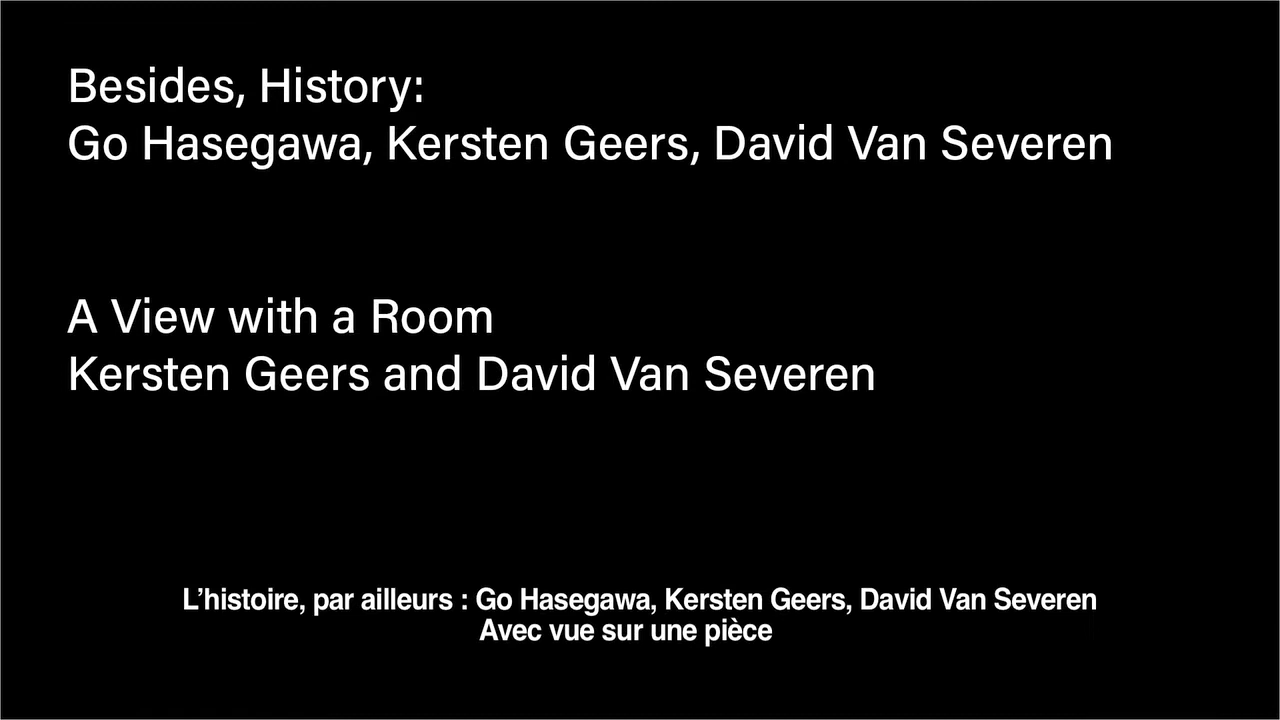 Besides, History:
Go Hasegawa, Kersten Geers, David Van Severen
A View with a Room
Kersten Geers and David Van Severen
L’histoire, par ailleurs : Go Hasegawa, Kersten Geers, David Van Severen
Avec vue sur une pièce